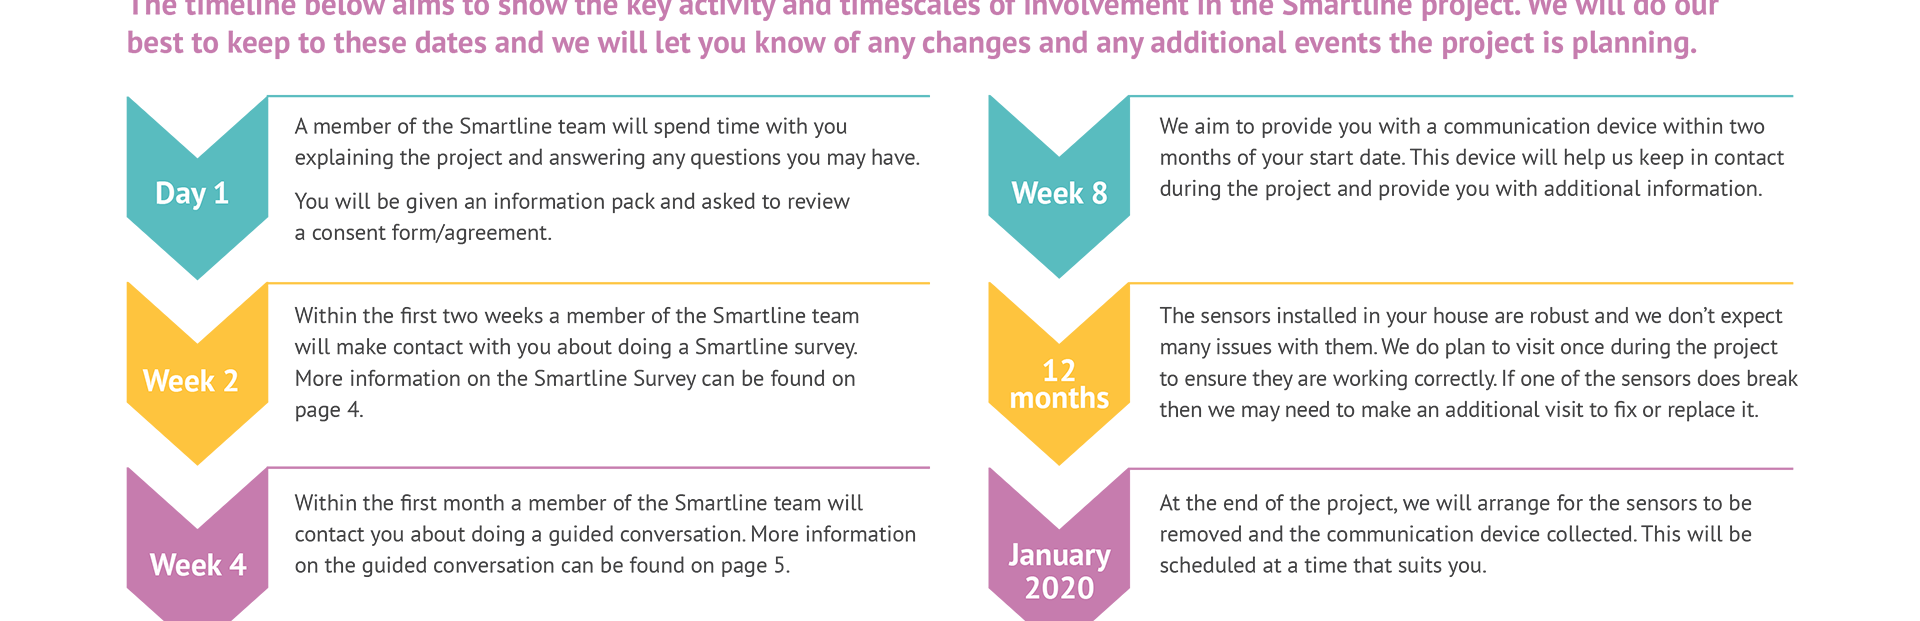 The timeline below aims to show the key activity and timescales of involvement in the Smartline project. We will do our
best to keep to these dates and we will let you know of any changes and any additional events the project is planning.
Day 1
A member of the Smartline team will spend time with you
explaining the project and answering any questions you may have.
You will be given an information pack and asked to review
a consent form/agreement.
Week 2
Within the first two weeks a member of the Smartline team
will make contact with you about doing a Smartline survey.
More information on the Smartline Survey can be found on
page 4.
Week 4
Within the first month a member of the Smartline team will
contact you about doing a guided conversation. More information
on the guided conversation can be found on page 5.
Week 8
We aim to provide you with a communication device within two
months of your start date. This device will help us keep in contact
during the project and provide you with additional information.
12
months
The sensors installed in your house are robust and we don’t expect
many issues with them. We do plan to visit once during the project
to ensure they are working correctly. If one of the sensors does break
then we may need to make an additional visit to fix or replace it.
January
2020
At the end of the project, we will arrange for the sensors to be
removed and the communication device collected. This will be
scheduled at a time that suits you.